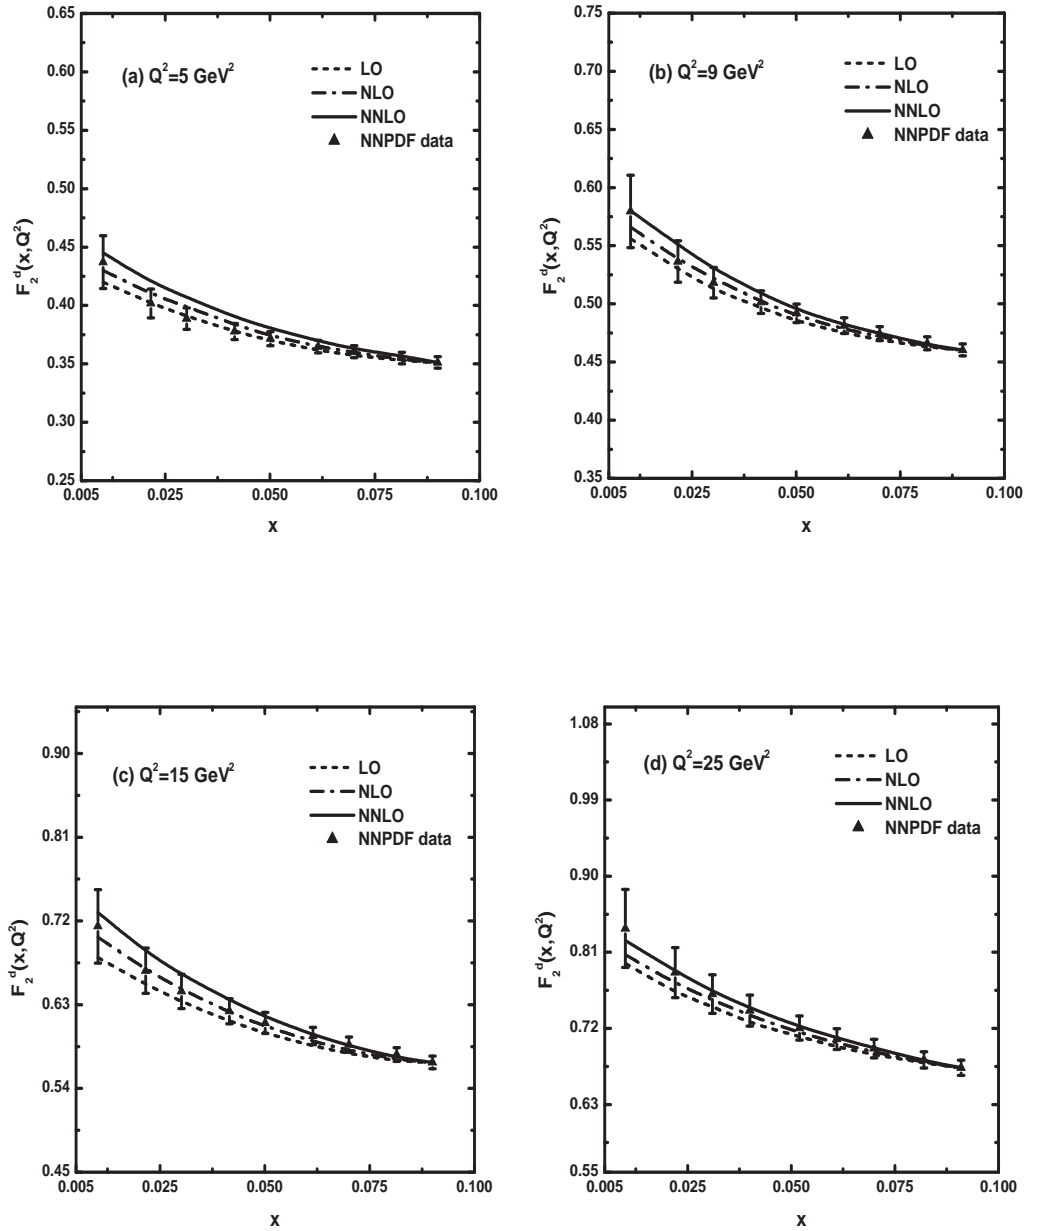 0.65
0.60
0.55
0.50
0.45
0.40
0.35
0.30
0.25
F₂ᵈ(x,Q²)
(a) Q²=5 GeV²
LO
NLO
NNLO
NNPDF data
0.005 0.025 0.050 0.075 0.100
x
0.75
0.70
0.65
0.60
0.55
0.50
0.45
0.40
0.35
F₂ᵈ(x,Q²)
(b) Q²=9 GeV²
LO
NLO
NNLO
NNPDF data
0.005 0.025 0.050 0.075 0.100
x
0.90
0.81
0.72
0.63
0.54
0.45
F₂ᵈ(x,Q²)
(c) Q²=15 GeV²
LO
NLO
NNLO
NNPDF data
0.005 0.025 0.050 0.075 0.100
x
1.08
0.99
0.90
0.81
0.72
0.63
0.55
F₂ᵈ(x,Q²)
(d) Q²=25 GeV²
LO
NLO
NNLO
NNPDF data
0.005 0.025 0.050 0.075 0.100
x